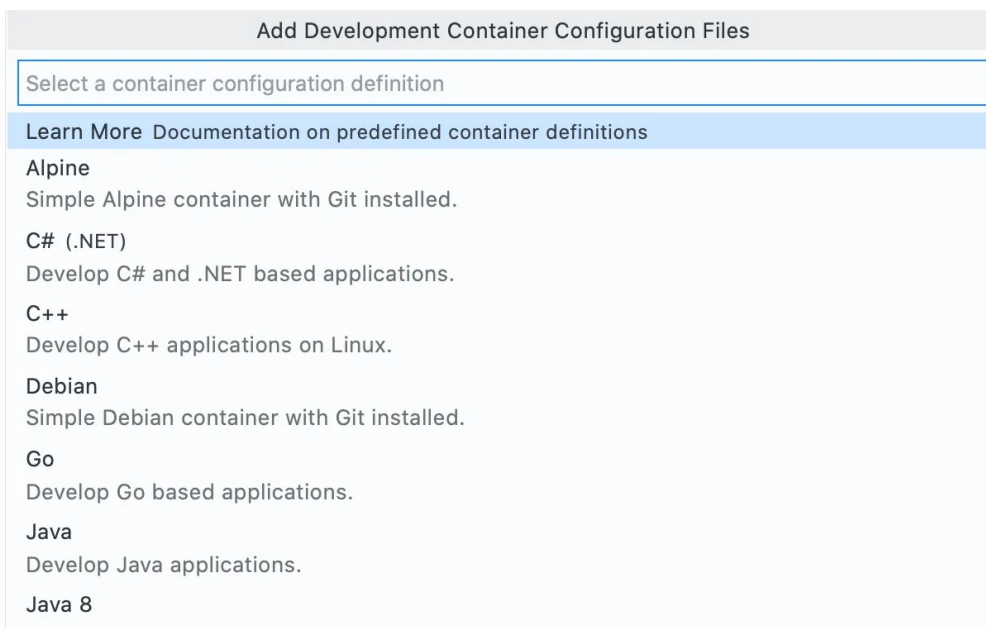 Add Development Container Configuration Files
Select a container configuration definition
Learn More Documentation on predefined container definitions
Alpine
Simple Alpine container with Git installed.
C# (.NET)
Develop C# and .NET based applications.
C++
Develop C++ applications on Linux.
Debian
Simple Debian container with Git installed.
Go
Develop Go based applications.
Java
Develop Java applications.
Java 8